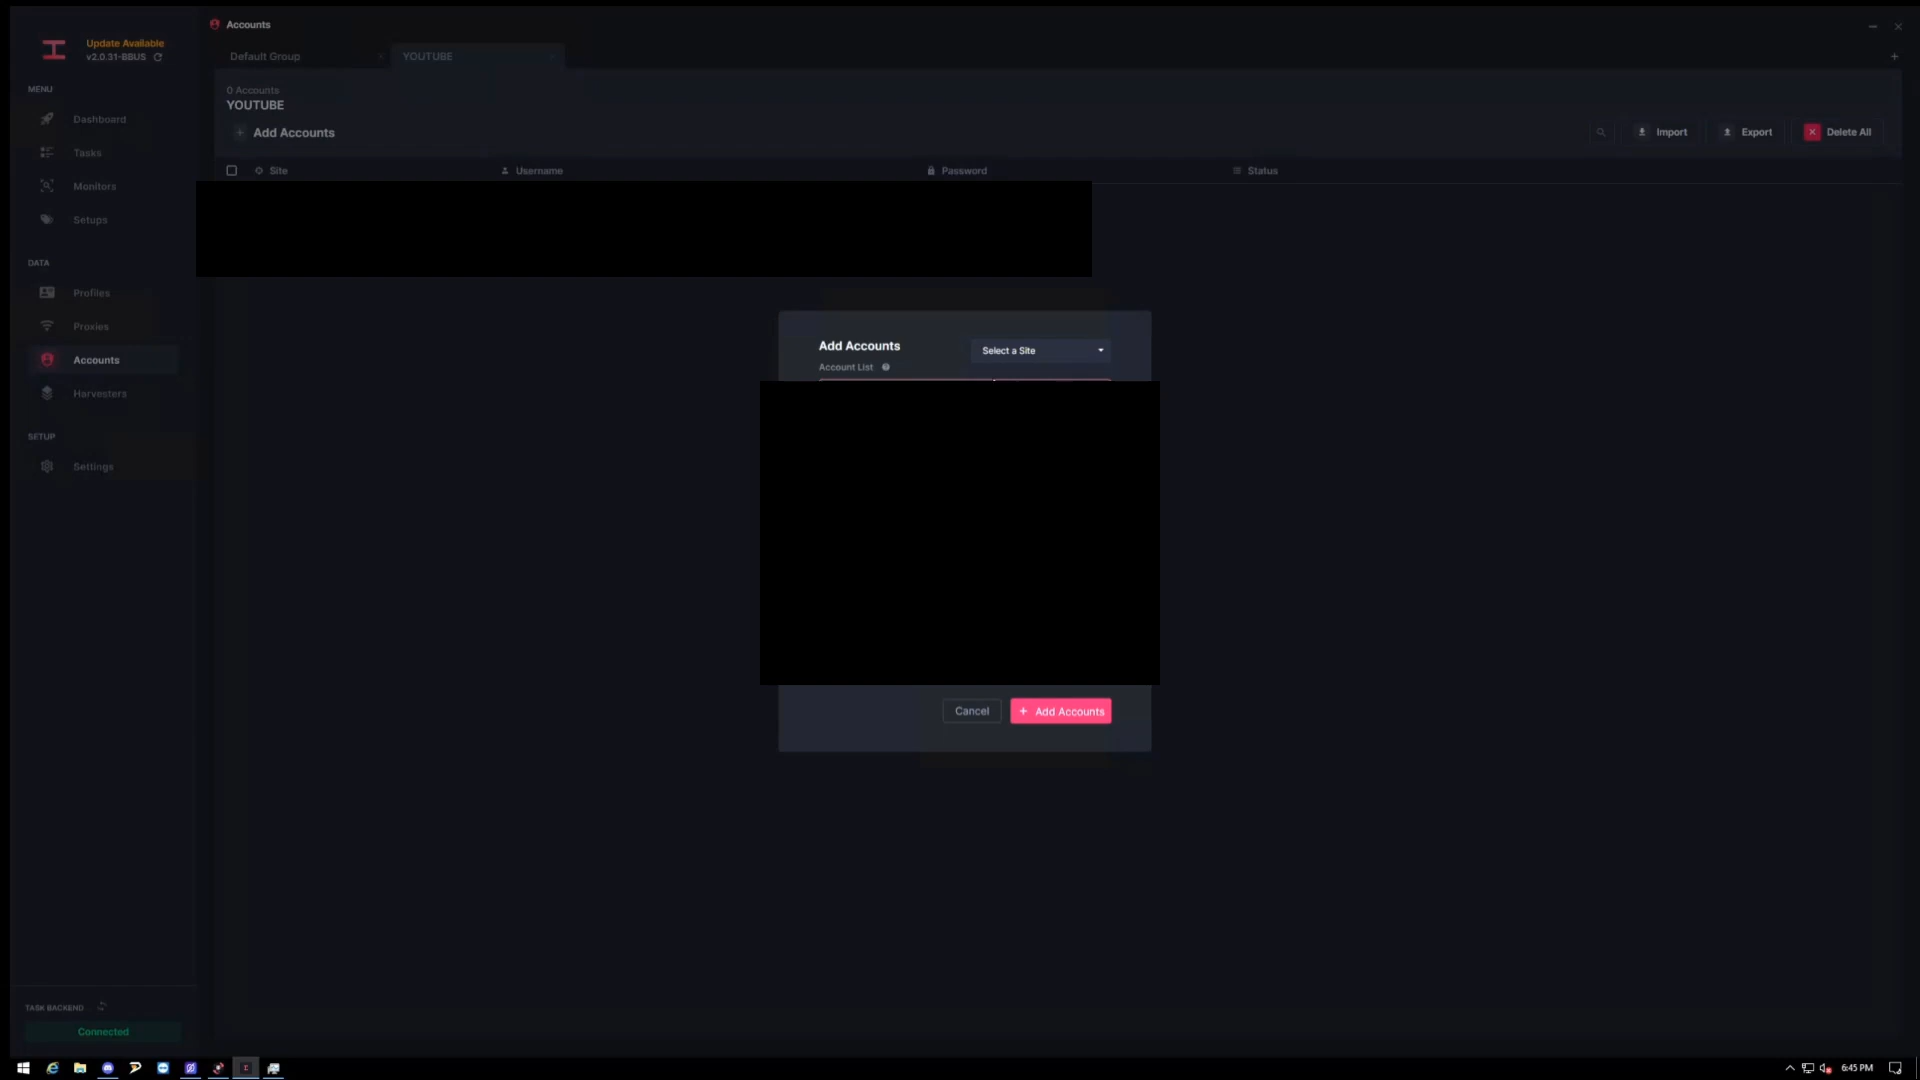 Accounts
Update Available
v2.0.31-BBUS
Default Group
YOUTUBE
MENU
Dashboard
Tasks
Monitors
Setups
DATA
Profiles
Proxies
Accounts
Harvesters
SETUP
Settings
0 Accounts
YOUTUBE
+ Add Accounts
Import
Export
Delete All
Site
Username
Password
Status
Add Accounts
Select a Site
Account List
Cancel
+ Add Accounts
TASK BACKEND
Connected
6:45 PM